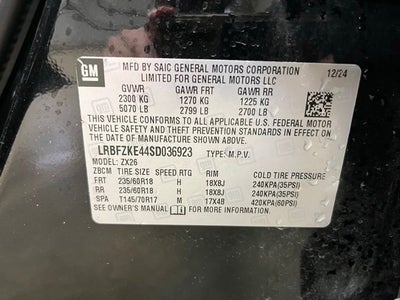 GM
MFD BY SAIC GENERAL MOTORS CORPORATION
LIMITED FOR GENERAL MOTORS LLC
12/24
GVWR GAWR FRT GAWR RR
2300 KG 1270 KG 1225 KG
5070 LB 2799 LB 2700 LB
THIS VEHICLE CONFORMS TO ALL APPLICABLE U.S. FEDERAL MOTOR
VEHICLE SAFETY, BUMPER, AND THEFT PREVENTION STANDARDS
IN EFFECT ON THE DATE OF MANUFACTURE SHOWN ABOVE.
LRBFZKE44SD036923 TYPE: M.P.V.
MODEL: ZX26
ZBCM TIRE SIZE SPEED RTG RIM COLD TIRE PRESSURE
FRT 235/60R18 H 18X8J 240KPA(35PSI)
RR 235/60R18 H 18X8J 240KPA(35PSI)
SPA T145/70R17 M 17X4B 420KPA(60PSI)
SEE OWNER'S MANUAL FOR ADDITIONAL INFORMATION.